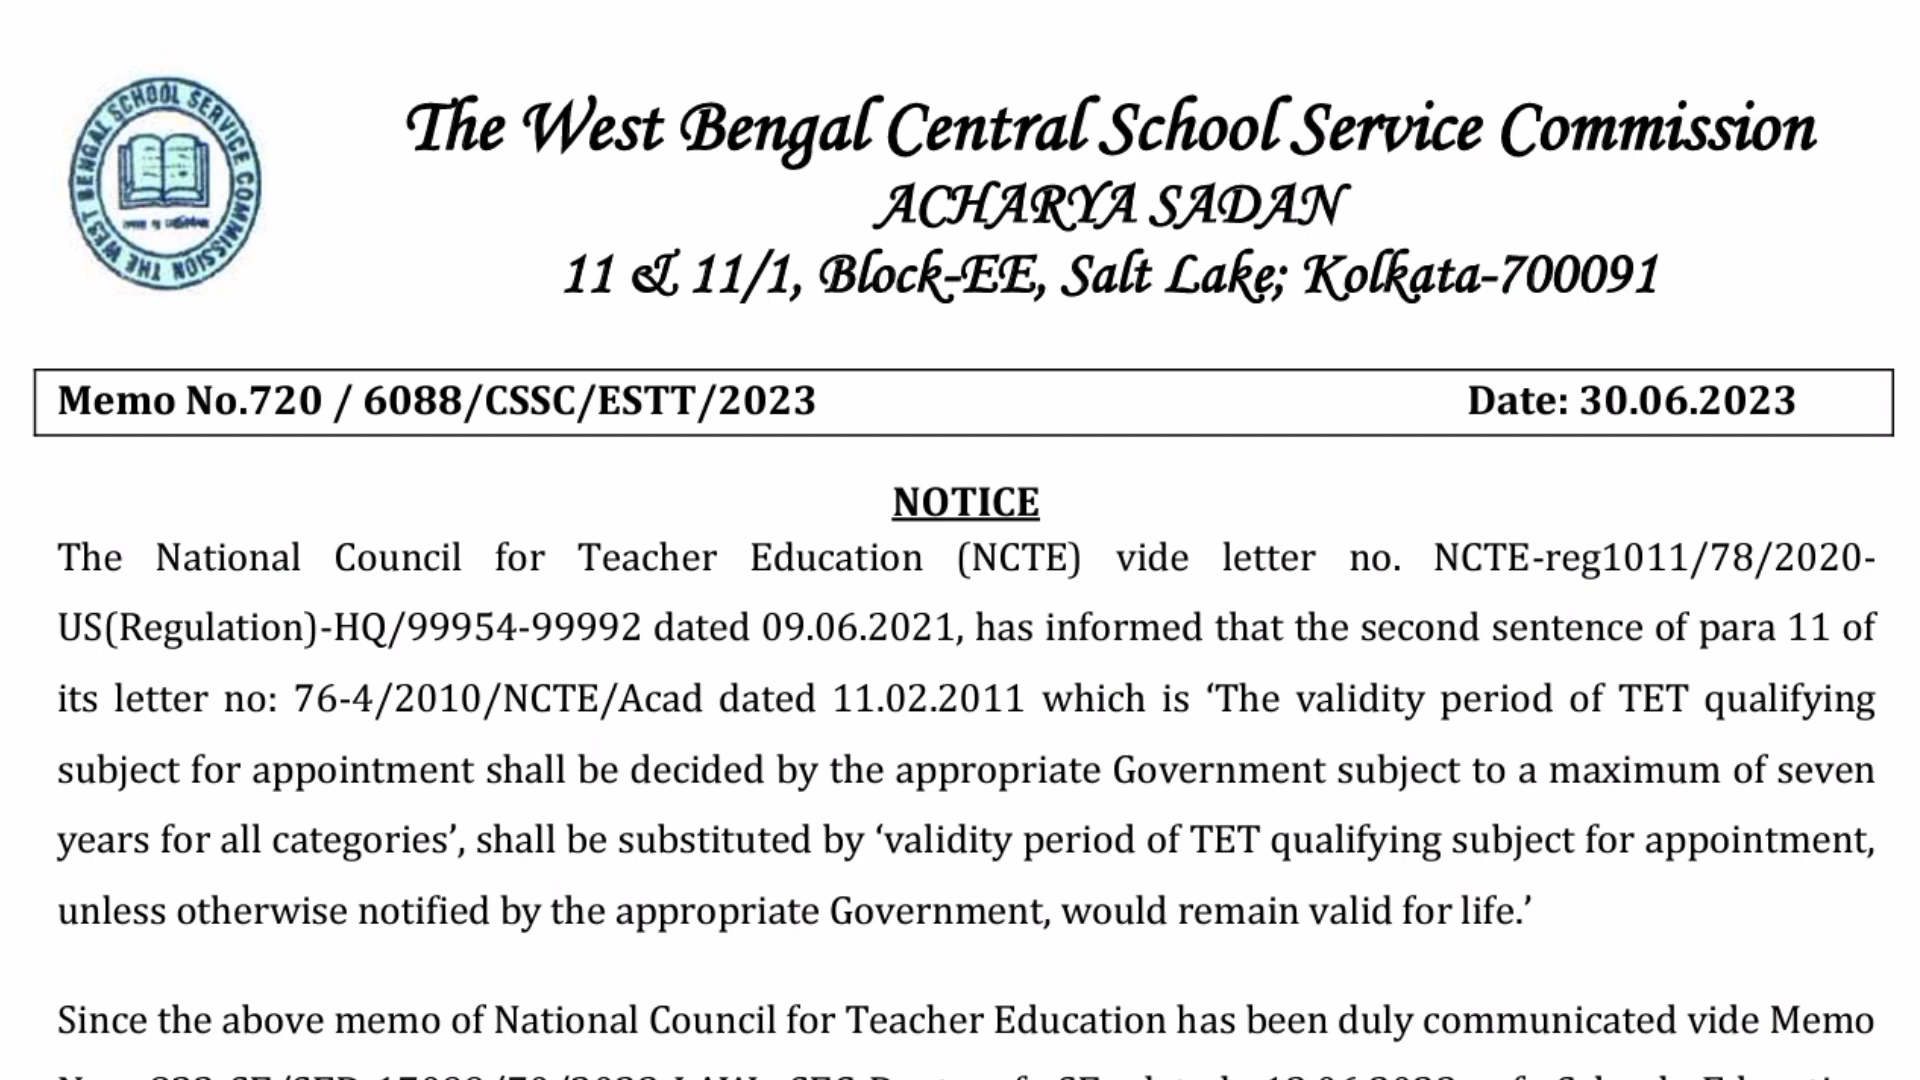 THE WEST BENGAL SCHOOL SERVICE COMMISSION
The West Bengal Central School Service Commission
ACHARYA SADAN
11 & 11/1, Block-EE, Salt Lake; Kolkata-700091
Memo No.720 / 6088/CSSC/ESTT/2023 Date: 30.06.2023
NOTICE
The National Council for Teacher Education (NCTE) vide letter no. NCTE-reg1011/78/2020-
US(Regulation)-HQ/99954-99992 dated 09.06.2021, has informed that the second sentence of para 11 of
its letter no: 76-4/2010/NCTE/Acad dated 11.02.2011 which is ‘The validity period of TET qualifying
subject for appointment shall be decided by the appropriate Government subject to a maximum of seven
years for all categories’, shall be substituted by ‘validity period of TET qualifying subject for appointment,
unless otherwise notified by the appropriate Government, would remain valid for life.’
Since the above memo of National Council for Teacher Education has been duly communicated vide Memo